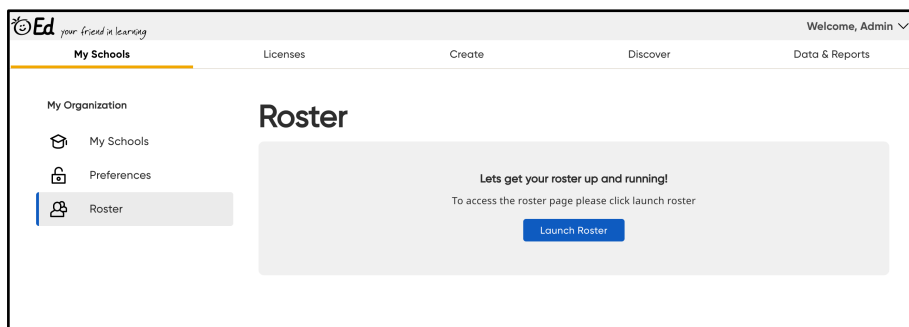 Ed your friend in learning
Welcome, Admin
My Schools Licenses Create Discover Data & Reports
My Organization
My Schools
Preferences
Roster
Roster
Lets get your roster up and running!
To access the roster page please click launch roster
Launch Roster